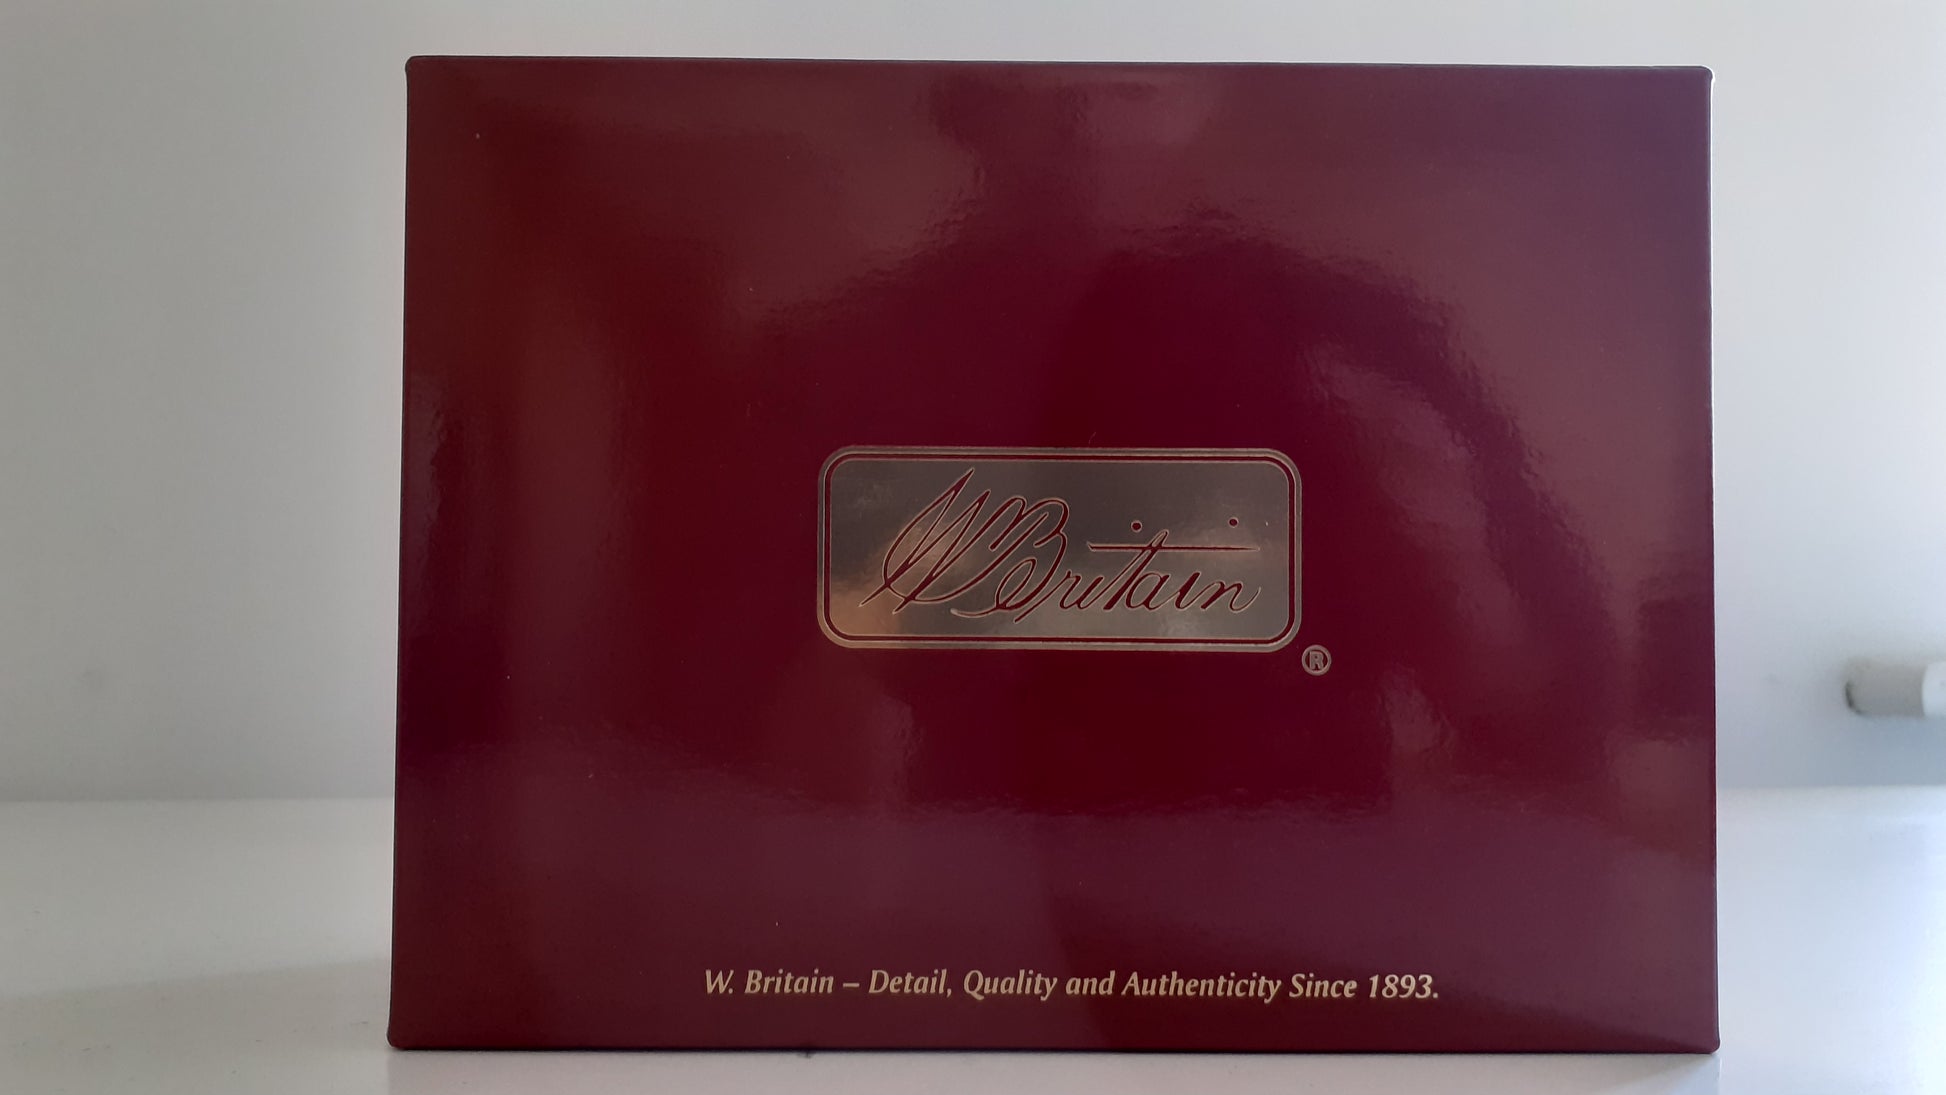 W Britain
®
W. Britain – Detail, Quality and Authenticity Since 1893.